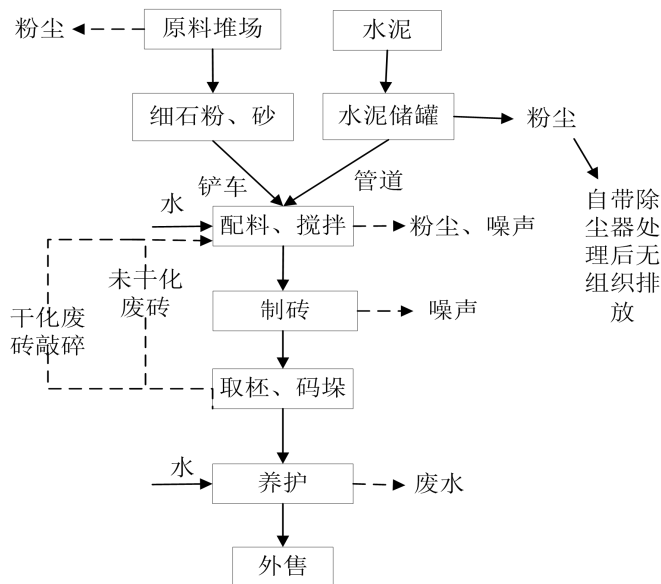 粉尘
原料堆场
水泥
细石粉、砂
水泥储罐
粉尘
铲车
管道
自带除
尘器处
理后无
组织排
放
水
配料、搅拌
粉尘、噪声
未干化
废砖
干化废
砖敲碎
制砖
噪声
取柸、码垛
水
养护
废水
外售